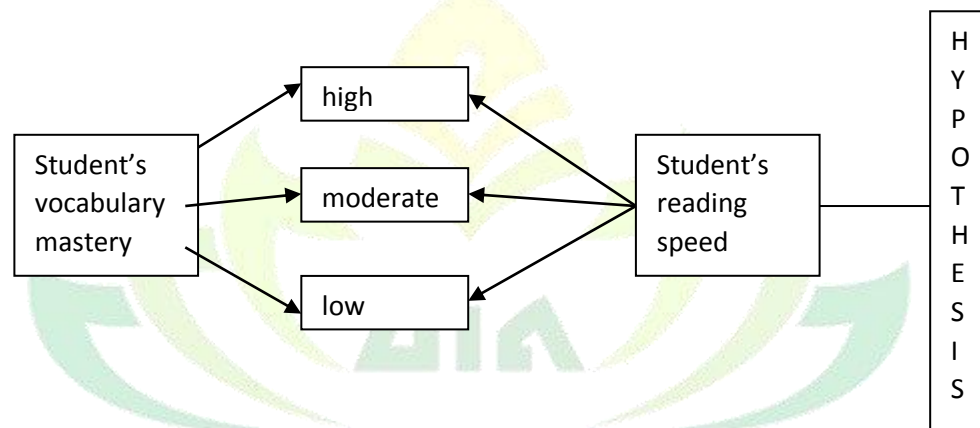 Student’s
vocabulary
mastery
high
moderate
low
Student’s
reading
speed
H
Y
P
O
T
H
E
S
I
S